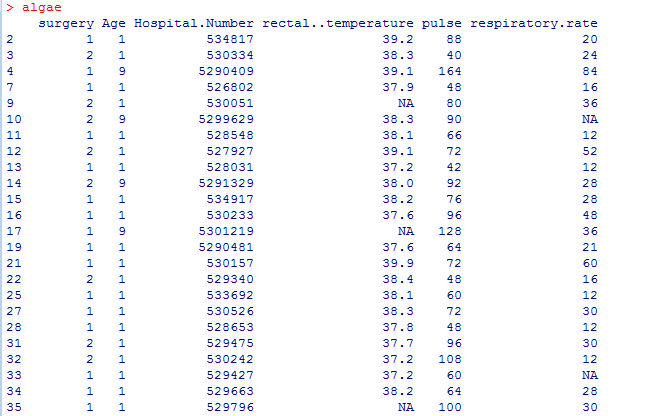 > algae
surgery Age Hospital.Number rectal..temperature pulse respiratory.rate
2 1 1 534817 39.2 88 20
3 2 1 530334 38.3 40 24
4 1 9 5290409 39.1 164 84
7 1 1 526802 37.9 48 16
9 2 1 530051 NA 80 36
10 2 9 5299629 38.3 90 NA
11 1 1 528548 38.1 66 12
12 2 1 527927 39.1 72 52
13 1 1 528031 37.2 42 12
14 2 9 5291329 38.0 92 28
15 1 1 534917 38.2 76 28
16 1 1 530233 37.6 96 48
17 1 9 5301219 NA 128 36
19 1 1 5290481 37.6 64 21
21 1 1 530157 39.9 72 60
22 2 1 529340 38.4 48 16
25 1 1 533692 38.1 60 12
27 1 1 530526 38.3 72 30
28 1 1 528653 37.8 48 12
31 2 1 529475 37.7 96 30
32 2 1 530242 37.2 108 12
33 1 1 529427 37.2 60 NA
34 1 1 529663 38.2 64 28
35 1 1 529796 NA 100 30